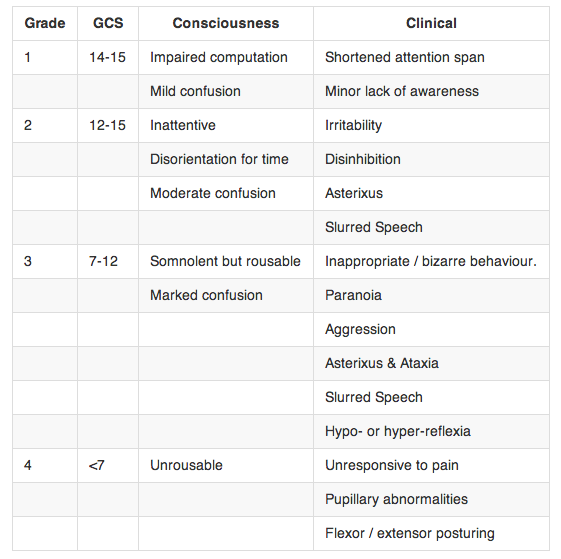 Grade GCS Consciousness Clinical
1 14-15 Impaired computation Shortened attention span
Mild confusion Minor lack of awareness
2 12-15 Inattentive Irritability
Disorientation for time Disinhibition
Moderate confusion Asterixus
Slurred Speech
3 7-12 Somnolent but rousable Inappropriate / bizarre behaviour.
Marked confusion Paranoia
Aggression
Asterixus & Ataxia
Slurred Speech
Hypo- or hyper-reflexia
4 <7 Unrousable Unresponsive to pain
Pupillary abnormalities
Flexor / extensor posturing